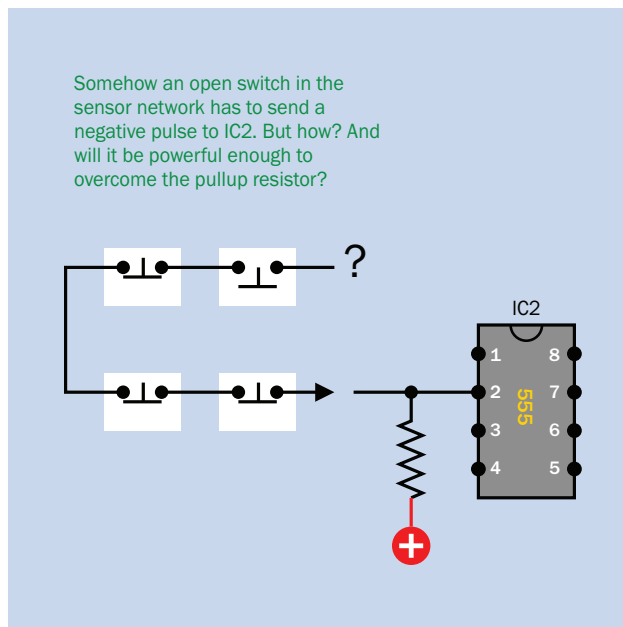 Somehow an open switch in the
sensor network has to send a
negative pulse to IC2. But how? And
will it be powerful enough to
overcome the pullup resistor?
?
IC2
1 8
2 7
3 6
4 5
555
+